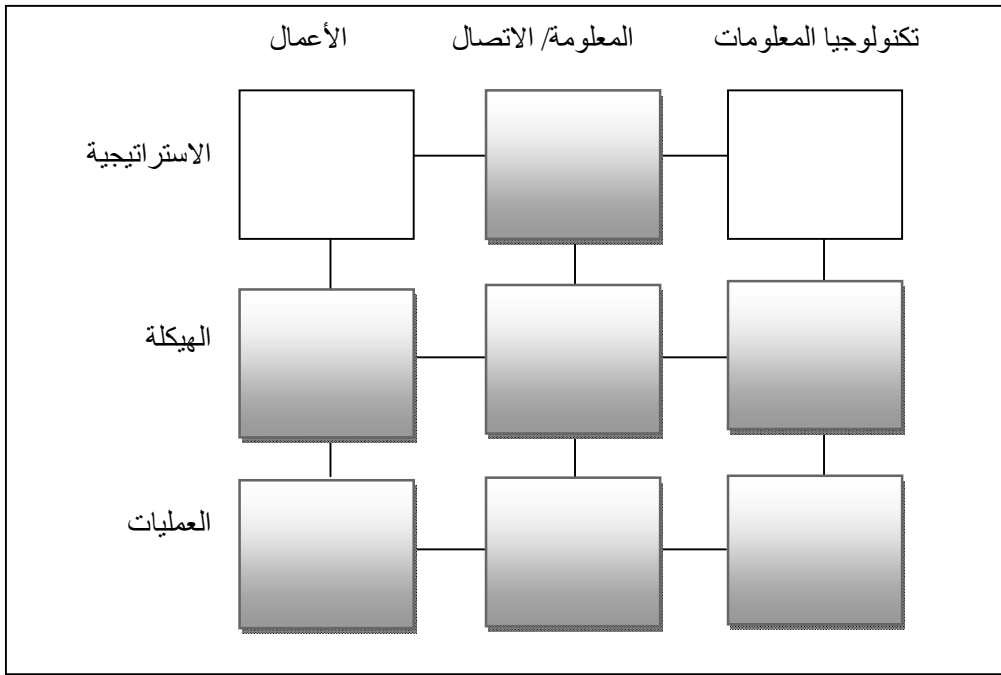 الأعمال
المعلومة/ الاتصال
تكنولوجيا المعلومات
الاستراتيجية
الهيكلة
العمليات